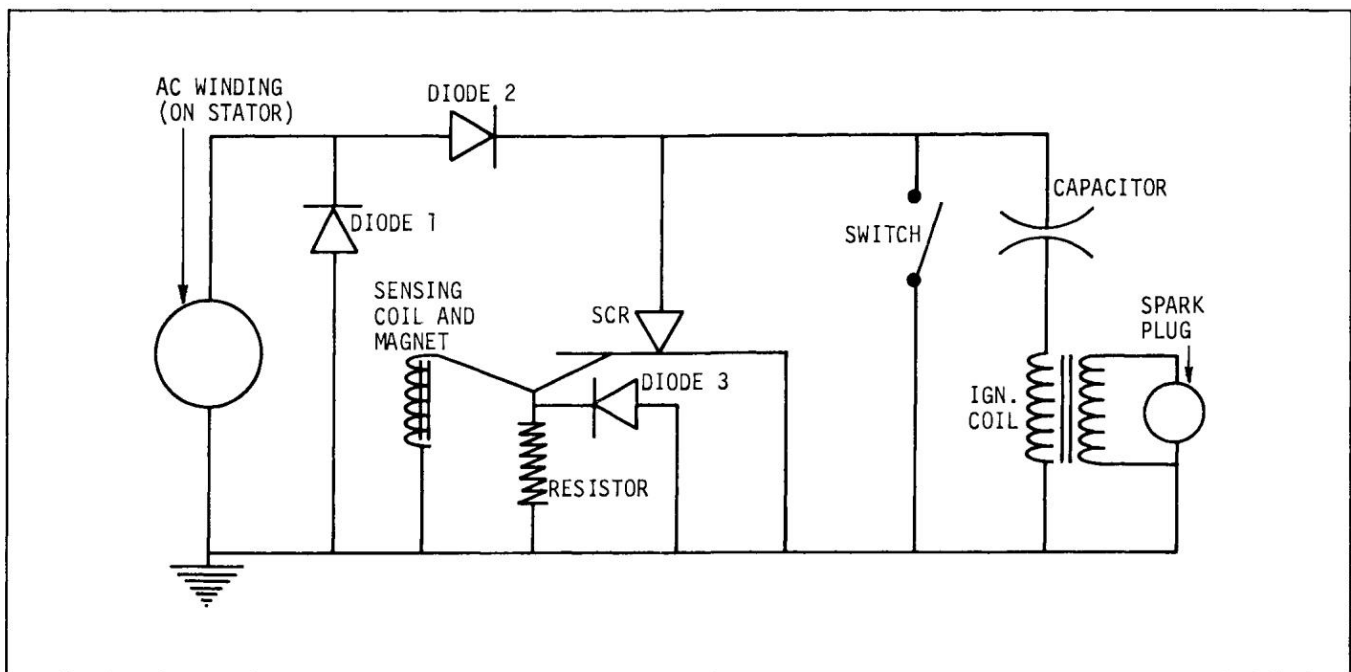 AC WINDING
(ON STATOR)
DIODE 2
DIODE 1
CAPACITOR
SWITCH
SENSING
COIL AND
MAGNET
SCR
SPARK
PLUG
DIODE 3
IGN.
COIL
RESISTOR